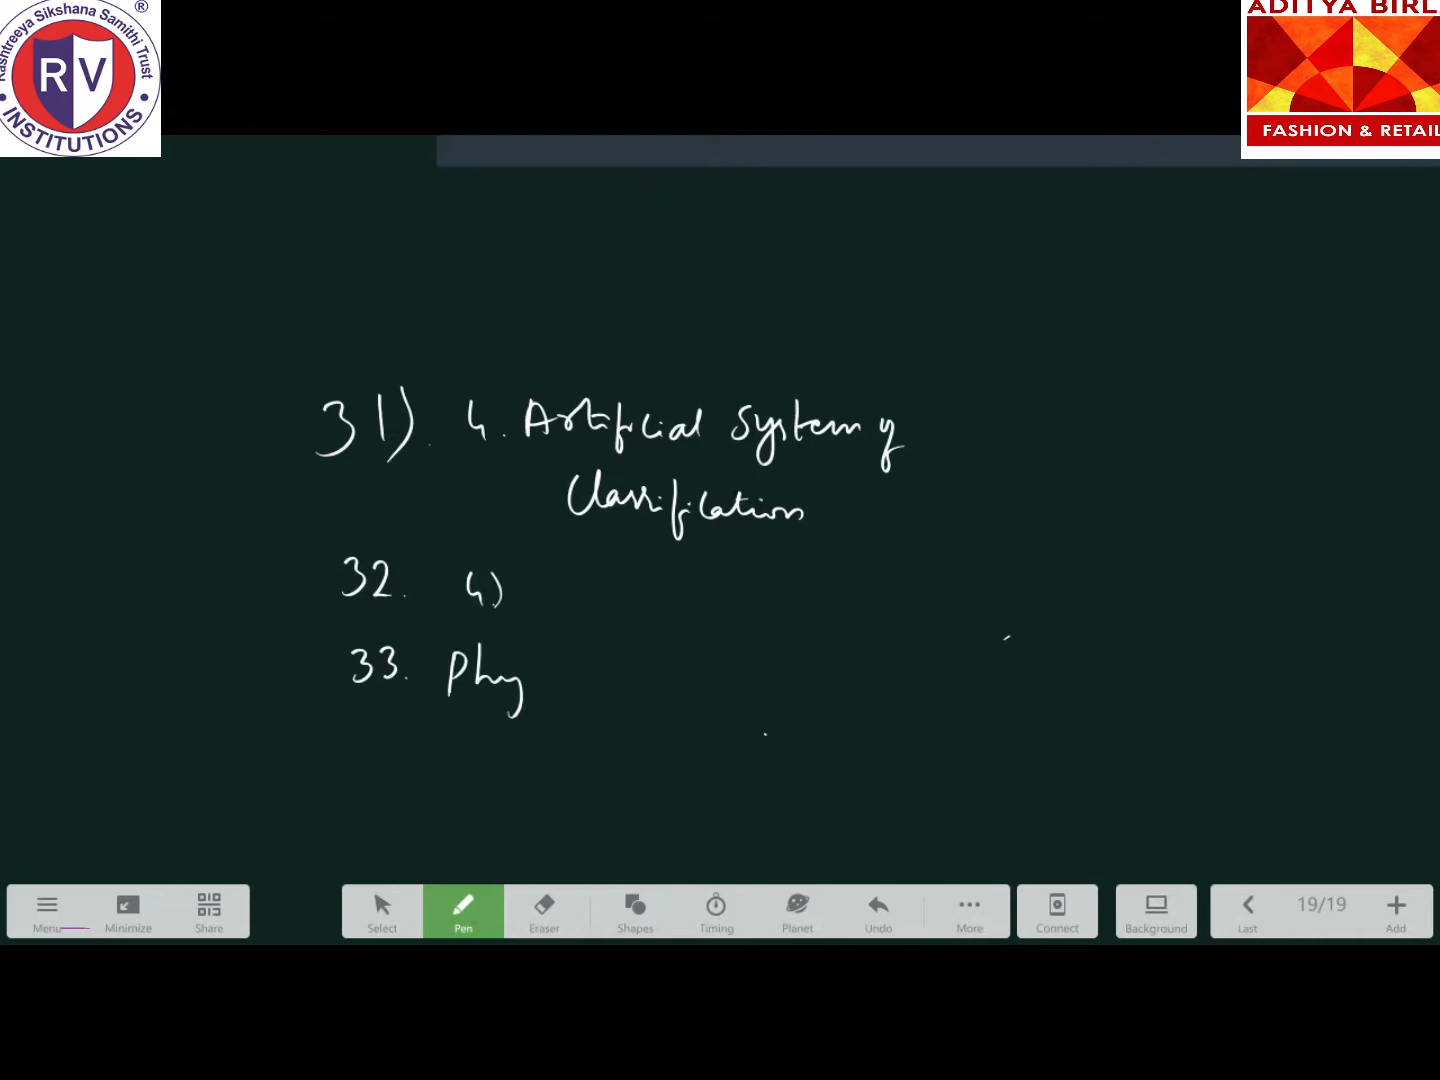 Rashtreeya Sikshana Samithi Trust
®
RV
• INSTITUTIONS •
ADITYA BIRL
FASHION & RETAIL
31). 4. Artificial System of
Classification
32. 4)
33. Phy
Menu Minimize Share Select Pen Eraser Shapes Timing Planet Undo More Connect Background Last 19/19 Add